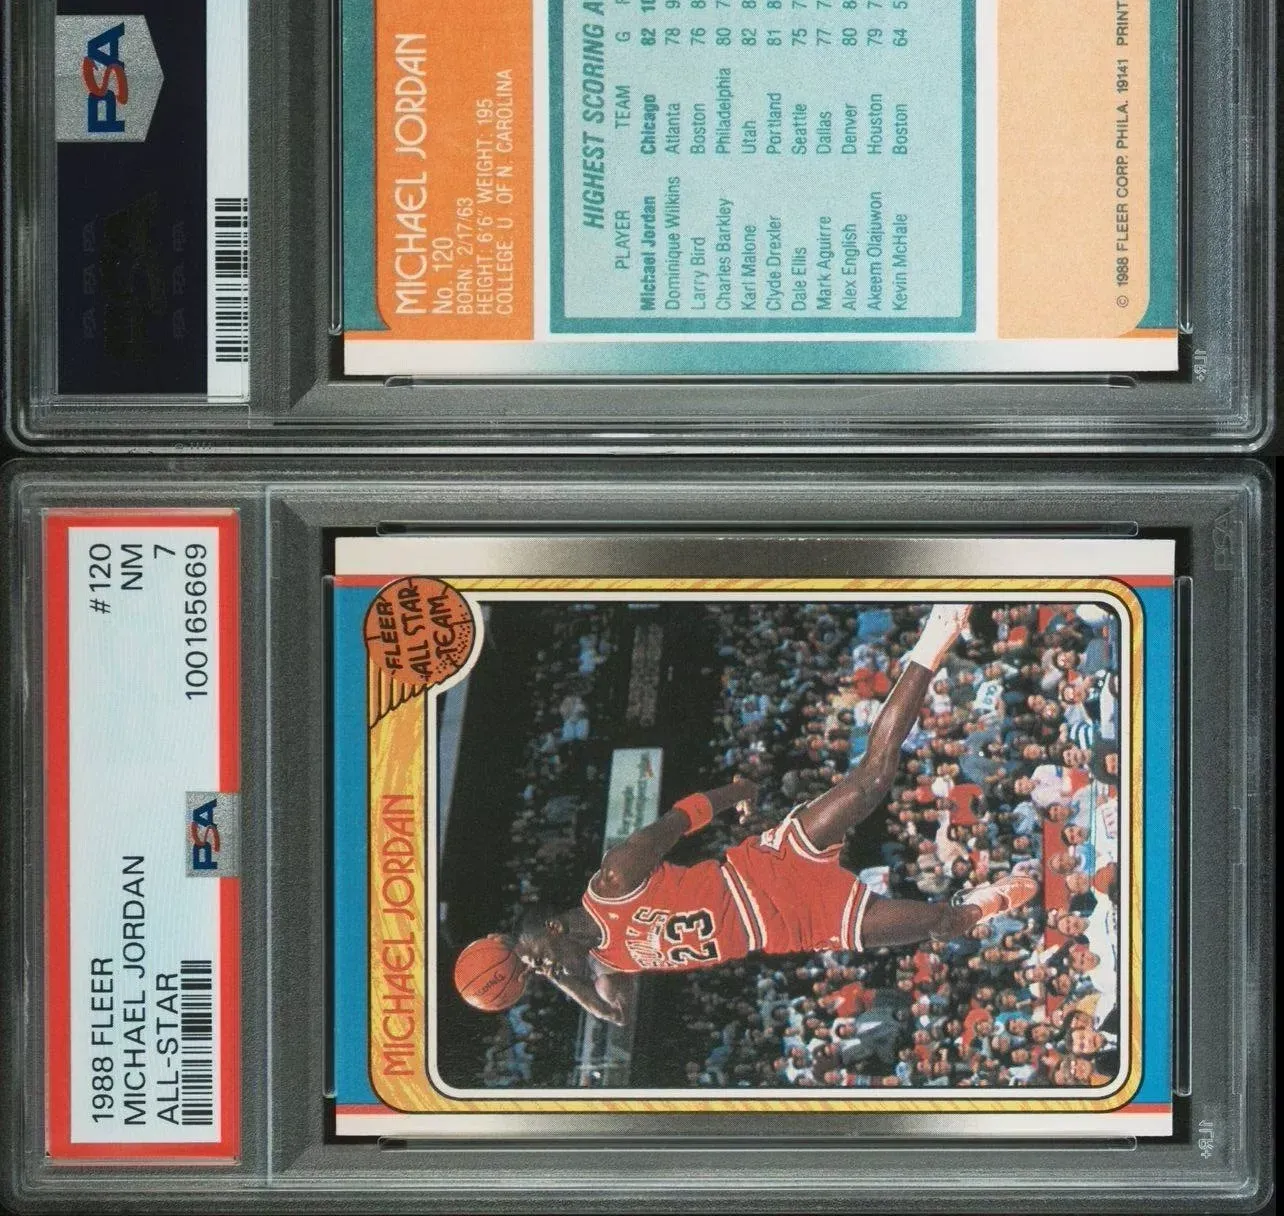 PSA
MICHAEL JORDAN
No. 120
BORN: 2/17/63
HEIGHT: 6'6" WEIGHT: 195
COLLEGE: U OF N. CAROLINA
HIGHEST SCORING
PLAYER TEAM G
Michael Jordan Chicago 82
Dominique Wilkins Atlanta 78
Larry Bird Boston 76
Charles Barkley Philadelphia 80
Karl Malone Utah 82
Clyde Drexler Portland 81
Dale Ellis Seattle 75
Mark Aguirre Dallas 77
Alex English Denver 80
Akeem Olajuwon Houston 79
Kevin McHale Boston 64
© 1988 FLEER CORP. PHILA. 19141 PRINT
1988 FLEER #120
MICHAEL JORDAN NM
ALL-STAR 7
PSA 100165669
MICHAEL JORDAN
FLEER
ALL STAR
TEAM
SPALDING
BULLS
23
PSA